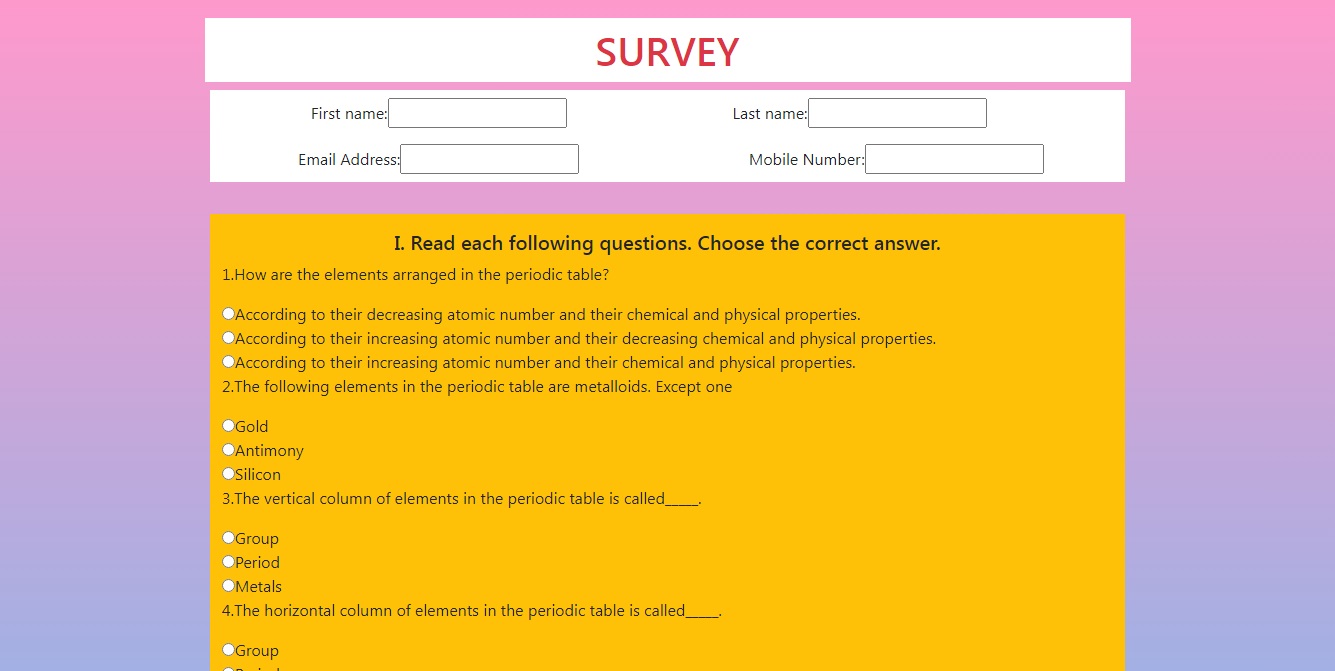 SURVEY
First name: Last name:
Email Address: Mobile Number:
I. Read each following questions. Choose the correct answer.
1.How are the elements arranged in the periodic table?
According to their decreasing atomic number and their chemical and physical properties.
According to their increasing atomic number and their decreasing chemical and physical properties.
According to their increasing atomic number and their chemical and physical properties.
2.The following elements in the periodic table are metalloids. Except one
Gold
Antimony
Silicon
3.The vertical column of elements in the periodic table is called_____.
Group
Period
Metals
4.The horizontal column of elements in the periodic table is called_____.
Group